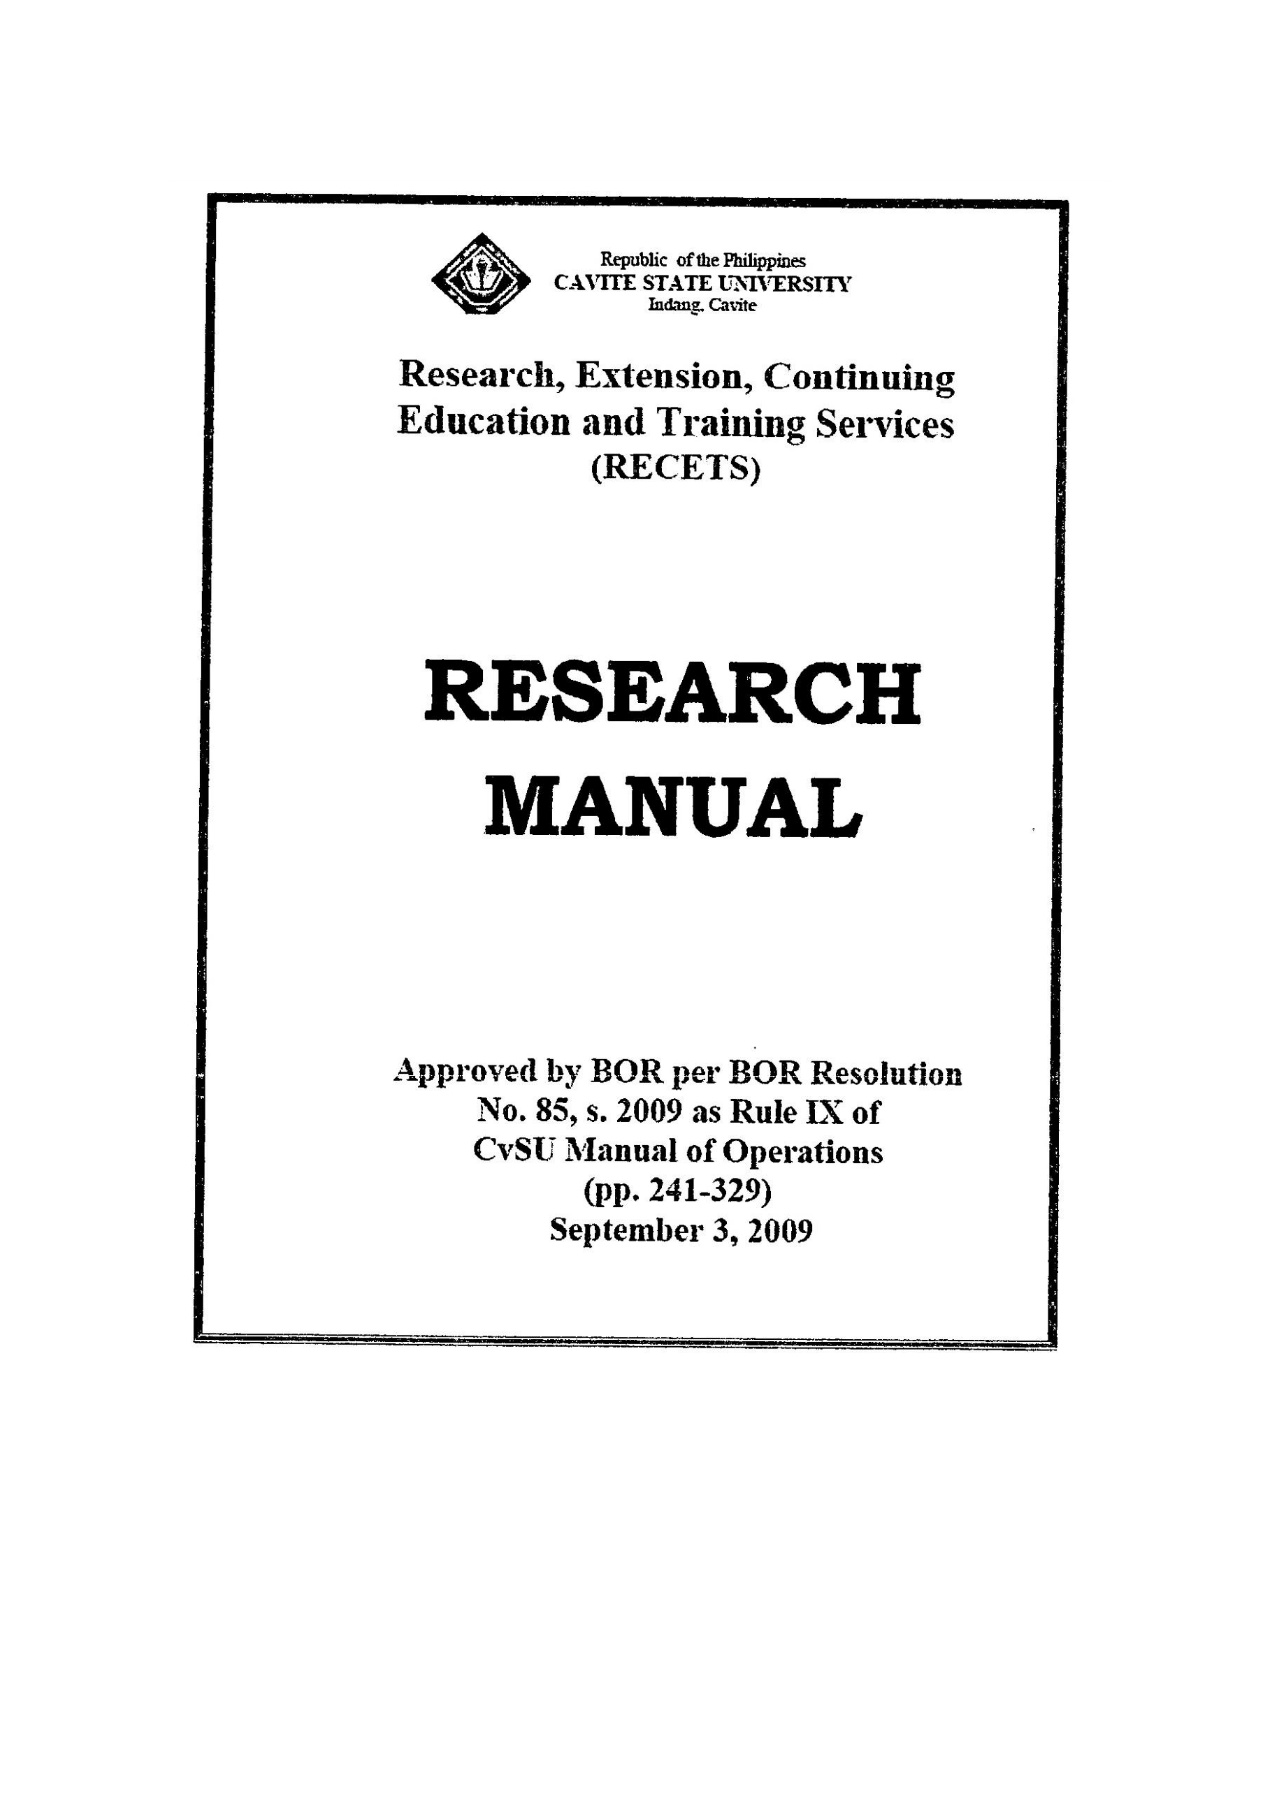 Republic of the Philippines
CAVITE STATE UNIVERSITY
Indang, Cavite
Research, Extension, Continuing
Education and Training Services
(RECETS)
RESEARCH
MANUAL
Approved by BOR per BOR Resolution
No. 85, s. 2009 as Rule IX of
CvSU Manual of Operations
(pp. 241-329)
September 3, 2009